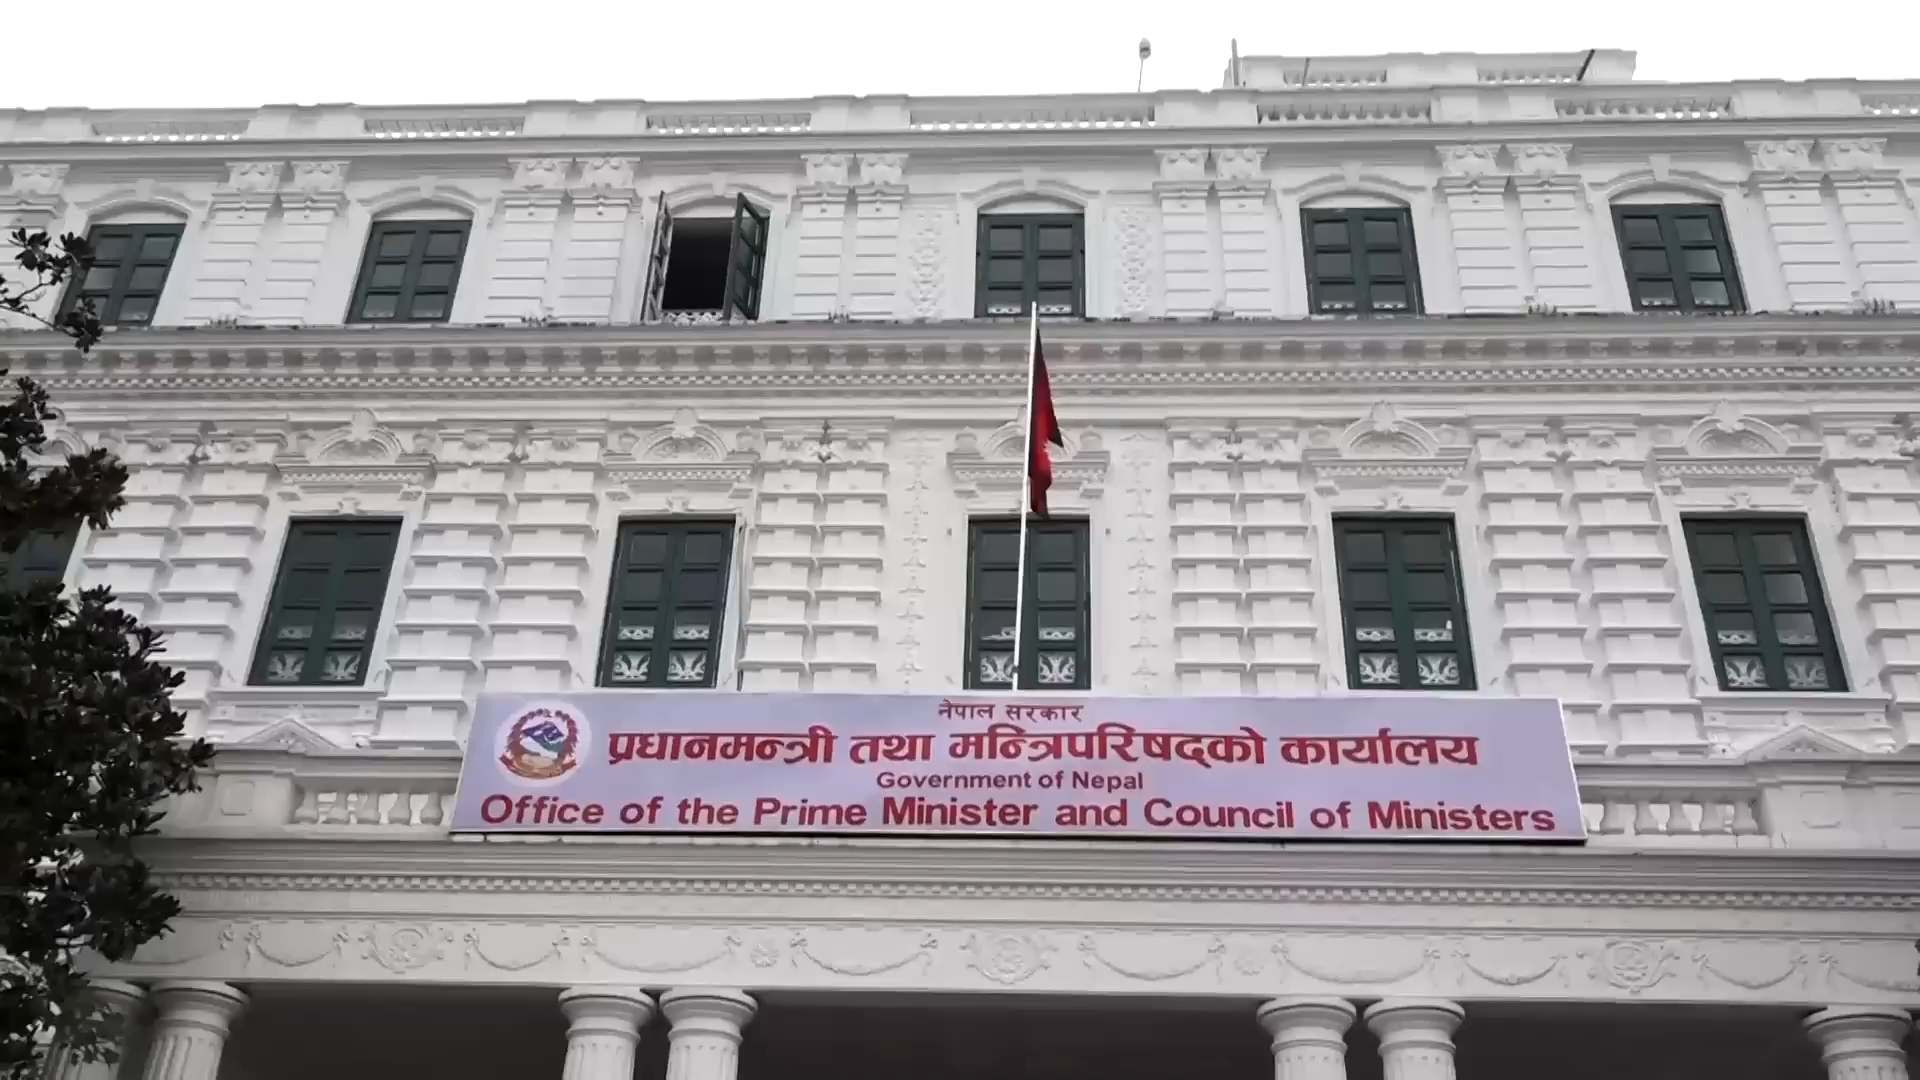 नेपाल सरकार
प्रधानमन्त्री तथा मन्त्रिपरिषद्को कार्यालय
Government of Nepal
Office of the Prime Minister and Council of Ministers